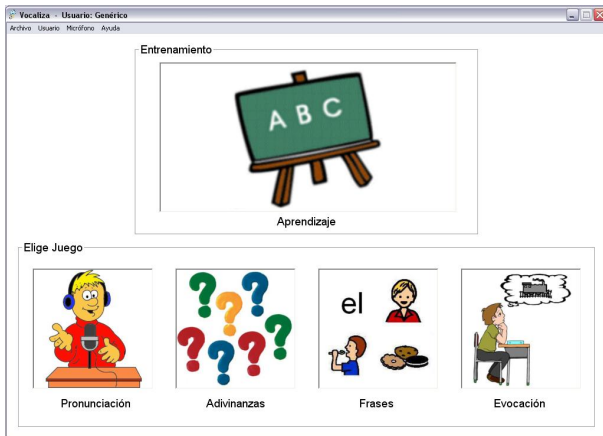 Vocaliza - Usuario: Genérico
Archivo Usuario Micrófono Ayuda
Entrenamiento
A B C
Aprendizaje
Elige Juego
el
Pronunciación Adivinanzas Frases Evocación